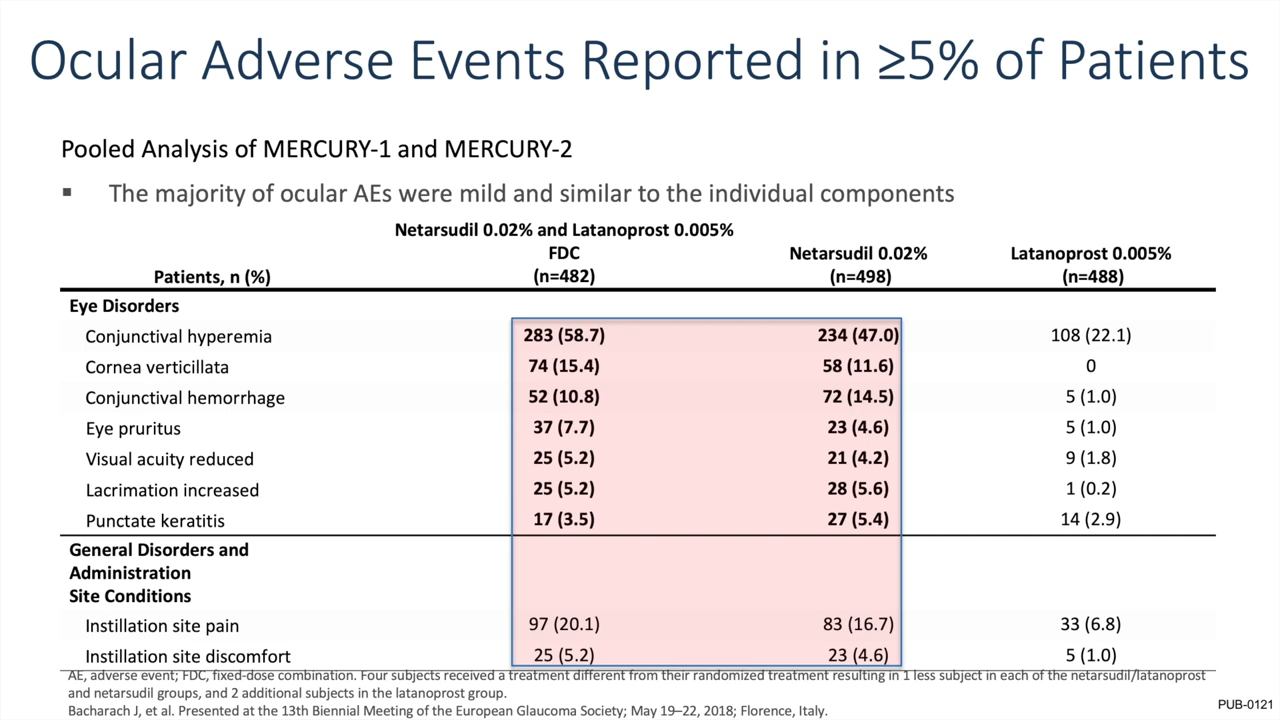 Ocular Adverse Events Reported in ≥5% of Patients
Pooled Analysis of MERCURY-1 and MERCURY-2
▪ The majority of ocular AEs were mild and similar to the individual components
Patients, n (%) Netarsudil 0.02% and Latanoprost 0.005% FDC (n=482) Netarsudil 0.02% (n=498) Latanoprost 0.005% (n=488)
Eye Disorders
Conjunctival hyperemia 283 (58.7) 234 (47.0) 108 (22.1)
Cornea verticillata 74 (15.4) 58 (11.6) 0
Conjunctival hemorrhage 52 (10.8) 72 (14.5) 5 (1.0)
Eye pruritus 37 (7.7) 23 (4.6) 5 (1.0)
Visual acuity reduced 25 (5.2) 21 (4.2) 9 (1.8)
Lacrimation increased 25 (5.2) 28 (5.6) 1 (0.2)
Punctate keratitis 17 (3.5) 27 (5.4) 14 (2.9)
General Disorders and
Administration
Site Conditions
Instillation site pain 97 (20.1) 83 (16.7) 33 (6.8)
Instillation site discomfort 25 (5.2) 23 (4.6) 5 (1.0)
AE, adverse event; FDC, fixed-dose combination. Four subjects received a treatment different from their randomized treatment resulting in 1 less subject in each of the netarsudil/latanoprost
and netarsudil groups, and 2 additional subjects in the latanoprost group.
Bacharach J, et al. Presented at the 13th Biennial Meeting of the European Glaucoma Society; May 19–22, 2018; Florence, Italy.
PUB-0121